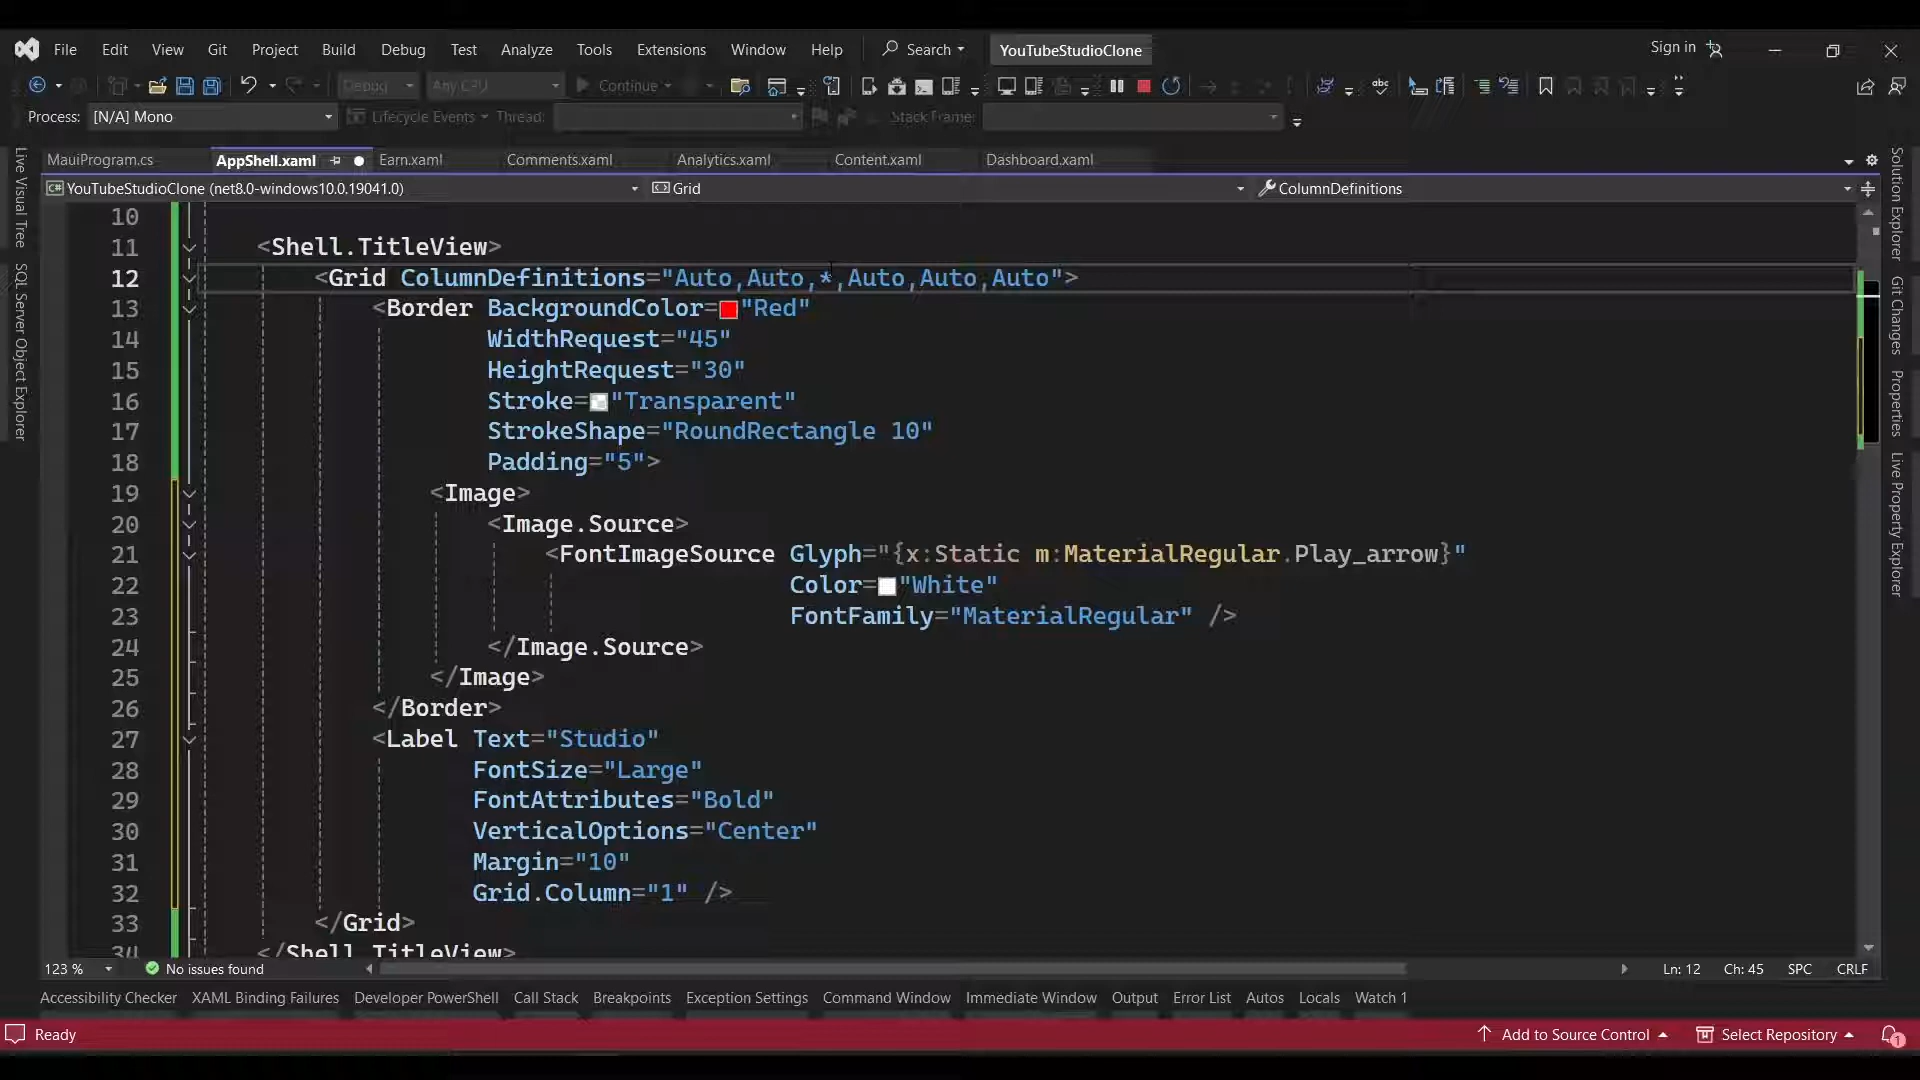 File Edit View Git Project Build Debug Test Analyze Tools Extensions Window Help Search YouTubeStudioClone Sign in
Debug Any CPU Continue
Process: [N/A] Mono Lifecycle Events Thread: Stack Frame:
MauiProgram.cs AppShell.xaml Earn.xaml Comments.xaml Analytics.xaml Content.xaml Dashboard.xaml
YouTubeStudioClone (net8.0-windows10.0.19041.0) Grid ColumnDefinitions
Live Visual Tree
SQL Server Object Explorer
10
11 <Shell.TitleView>
12 <Grid ColumnDefinitions="Auto,Auto,*,Auto,Auto,Auto">
13 <Border BackgroundColor="Red"
14 WidthRequest="45"
15 HeightRequest="30"
16 Stroke="Transparent"
17 StrokeShape="RoundRectangle 10"
18 Padding="5">
19 <Image>
20 <Image.Source>
21 <FontImageSource Glyph="{x:Static m:MaterialRegular.Play_arrow}"
22 Color="White"
23 FontFamily="MaterialRegular" />
24 </Image.Source>
25 </Image>
26 </Border>
27 <Label Text="Studio"
28 FontSize="Large"
29 FontAttributes="Bold"
30 VerticalOptions="Center"
31 Margin="10"
32 Grid.Column="1" />
33 </Grid>
34 </Shell.TitleView>
Solution Explorer
Git Changes
Properties
Live Property Explorer
123 % No issues found Ln: 12 Ch: 45 SPC CRLF
Accessibility Checker XAML Binding Failures Developer PowerShell Call Stack Breakpoints Exception Settings Command Window Immediate Window Output Error List Autos Locals Watch 1
Ready Add to Source Control Select Repository 1